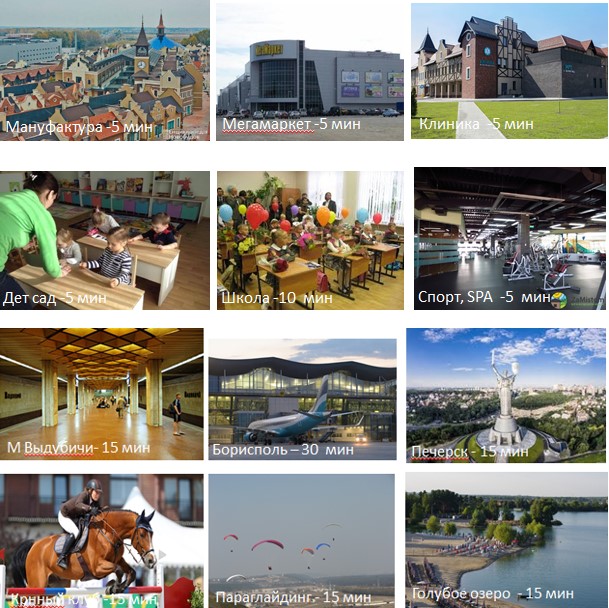 Мануфактура -5 мин
МЕГАМАРКЕТ
Мегамаркет -5 мин
Клиника -5 мин
Дет сад -5 мин
Школа -10 мин
Спорт, SPA -5 мин
М Выдубичи- 15 мин
Борисполь – 30 мин
Печерск - 15 мин
Конный клуб -15 мин
Параглайдинг - 15 мин
Голубое озеро -15 мин